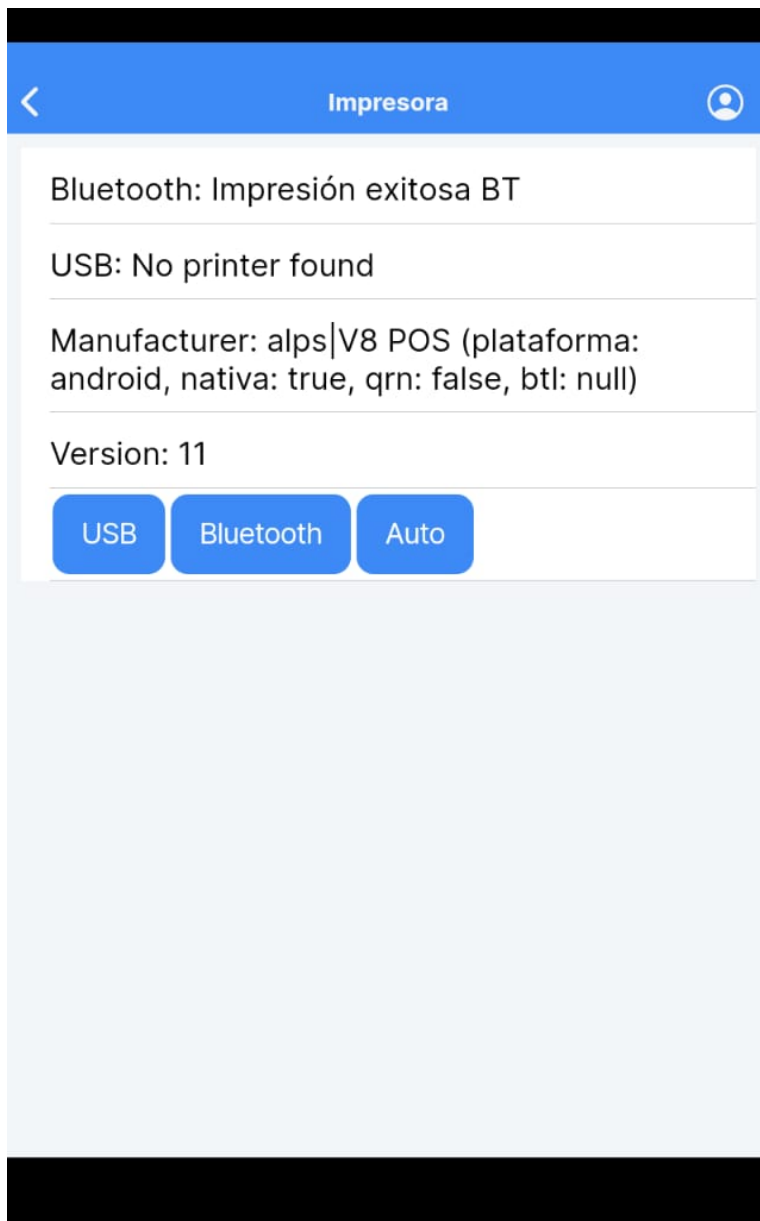 Impresora
Bluetooth: Impresión exitosa BT
USB: No printer found
Manufacturer: alps|V8 POS (plataforma:
android, nativa: true, qrn: false, btl: null)
Version: 11
USB Bluetooth Auto